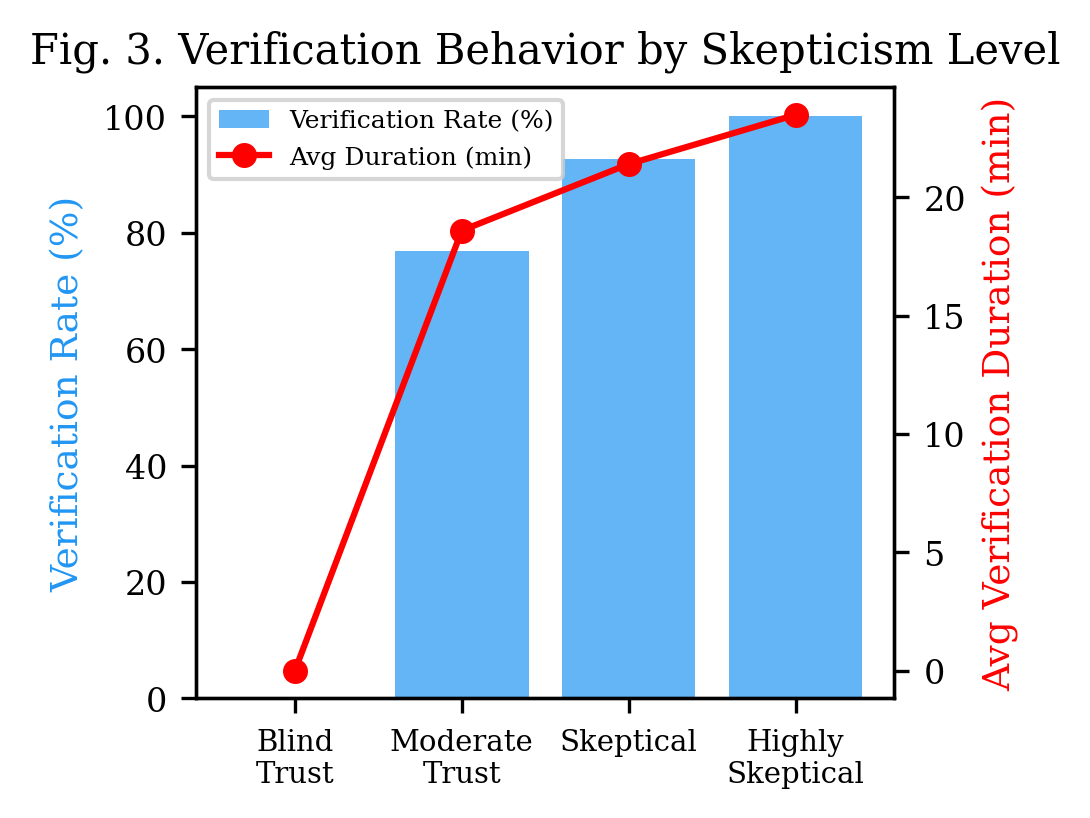 Fig. 3. Verification Behavior by Skepticism Level
Verification Rate (%)
Avg Duration (min)
Verification Rate (%)
100
80
60
40
20
0
Avg Verification Duration (min)
20
15
10
5
0
Blind
Trust
Moderate
Trust
Skeptical
Highly
Skeptical